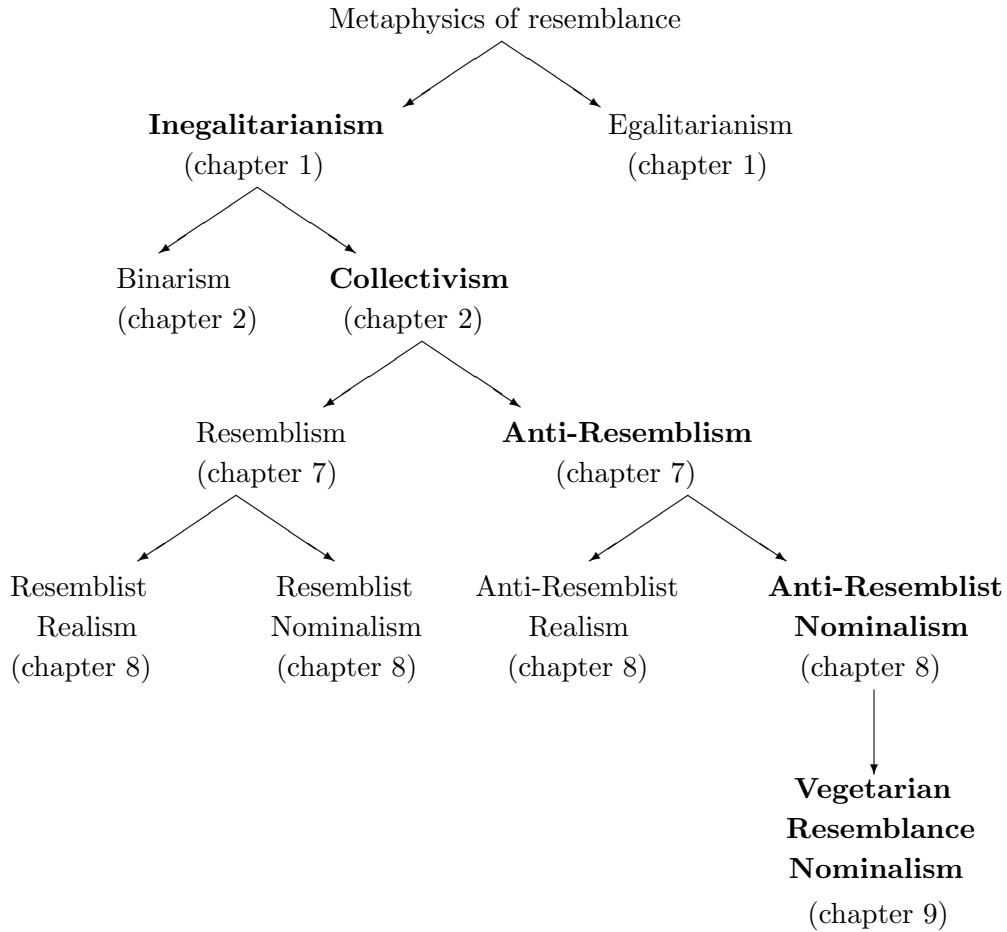 Metaphysics of resemblance
Inegalitarianism
(chapter 1)
Egalitarianism
(chapter 1)
Binarism
(chapter 2)
Collectivism
(chapter 2)
Resemblism
(chapter 7)
Anti-Resemblism
(chapter 7)
Resemblist
Realism
(chapter 8)
Resemblist
Nominalism
(chapter 8)
Anti-Resemblist
Realism
(chapter 8)
Anti-Resemblist
Nominalism
(chapter 8)
Vegetarian
Resemblance
Nominalism
(chapter 9)